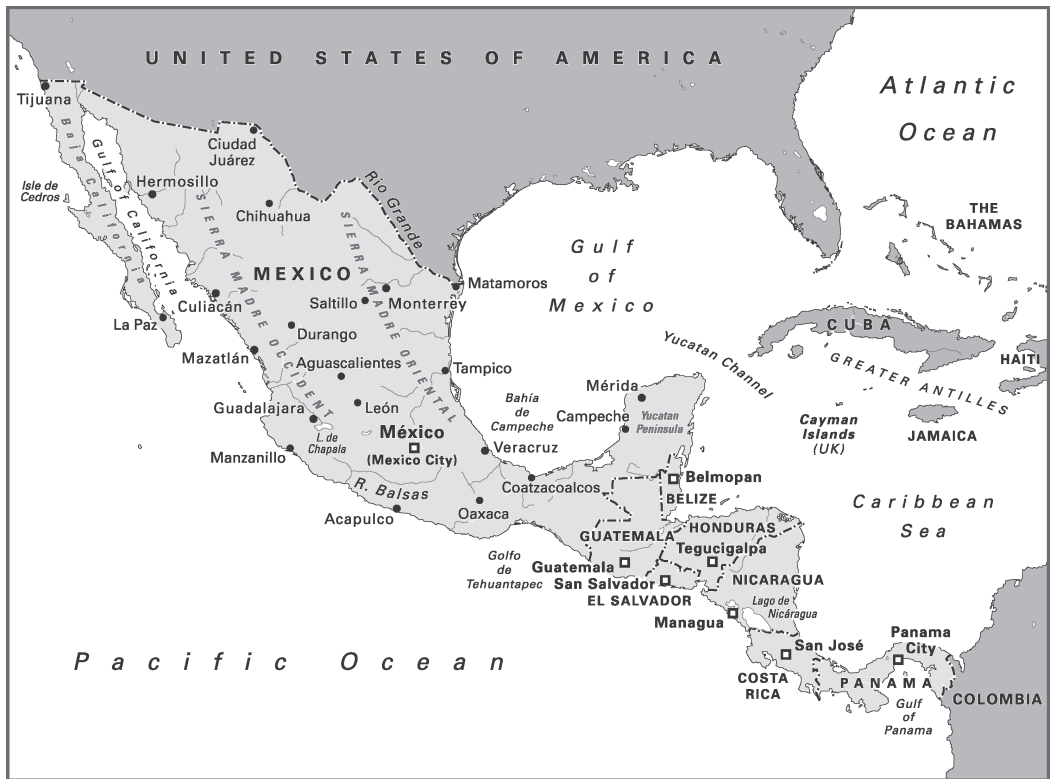 UNITED STATES OF AMERICA
Atlantic
Ocean
Tijuana
Ciudad
Juárez
Baja California
Gulf of California
Isle de
Cedros
Hermosillo
Chihuahua
Rio Grande
SIERRA MADRE OCCIDENT
SIERRA MADRE ORIENTAL
THE
BAHAMAS
Gulf
of
Mexico
MEXICO
Matamoros
Culiacán
Saltillo
Monterrey
La Paz
Durango
Mazatlán
Aguascalientes
Tampico
Yucatan Channel
CUBA
HAITI
GREATER ANTILLES
Mérida
Guadalajara
León
Bahía
de
Campeche
Campeche
Yucatan
Peninsula
Cayman
Islands
(UK)
JAMAICA
L. de
Chapala
México
(Mexico City)
Veracruz
Manzanillo
R. Balsas
Coatzacoalcos
Belmopan
BELIZE
Acapulco
Oaxaca
Caribbean
Sea
GUATEMALA
HONDURAS
Tegucigalpa
Golfo
de
Tehuantepec
Guatemala
San Salvador
EL SALVADOR
NICARAGUA
Lago de
Nicáragua
Managua
Pacific Ocean
San José
Panama
City
COSTA
RICA
PANAMA
Gulf
of
Panama
COLOMBIA